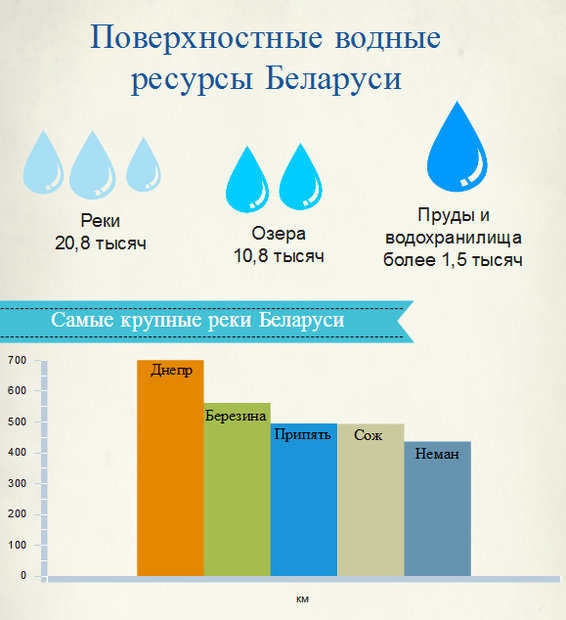 Поверхностные водные
ресурсы Беларуси
Реки
20,8 тысяч
Озера
10,8 тысяч
Пруды и
водохранилища
более 1,5 тысяч
Самые крупные реки Беларуси
700
600
500
400
300
200
100
0
Днепр
Березина
Припять
Сож
Неман
км